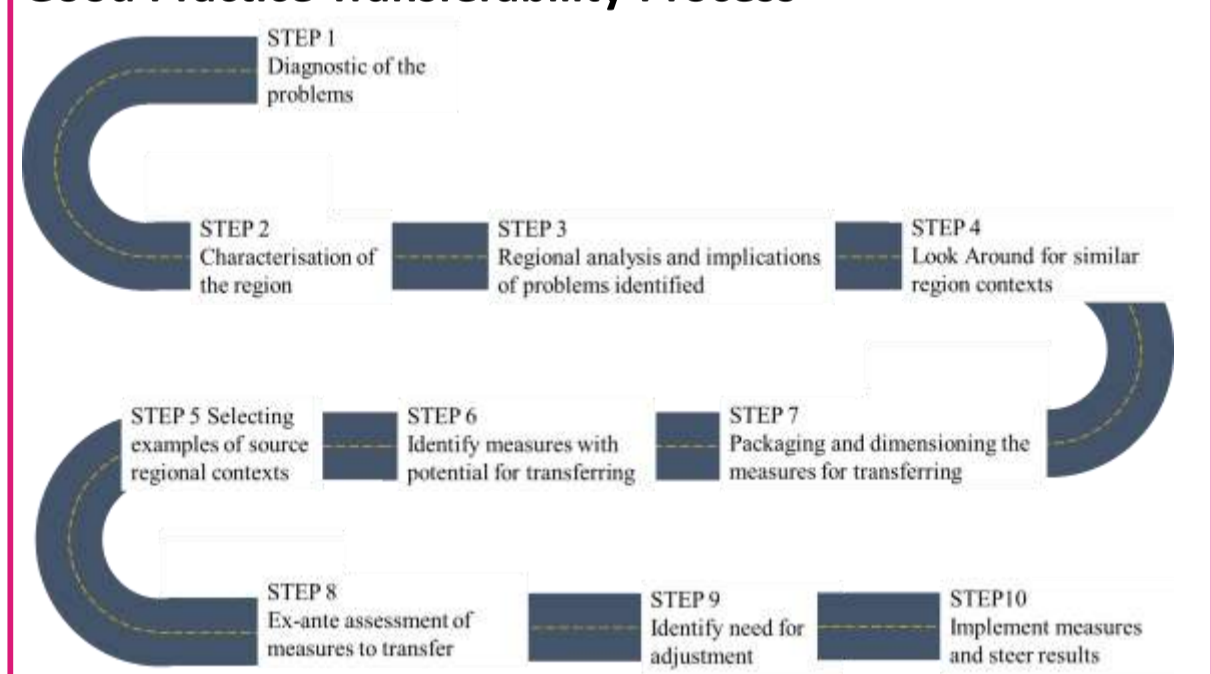 Good Practice Transferability Process
STEP 1
Diagnostic of the
problems
STEP 2
Characterisation of
the region
STEP 3
Regional analysis and implications
of problems identified
STEP 4
Look Around for similar
region contexts
STEP 5 Selecting
examples of source
regional contexts
STEP 6
Identify measures with
potential for transferring
STEP 7
Packaging and dimensioning the
measures for transferring
STEP 8
Ex-ante assessment of
measures to transfer
STEP 9
Identify need for
adjustment
STEP10
Implement measures
and steer results